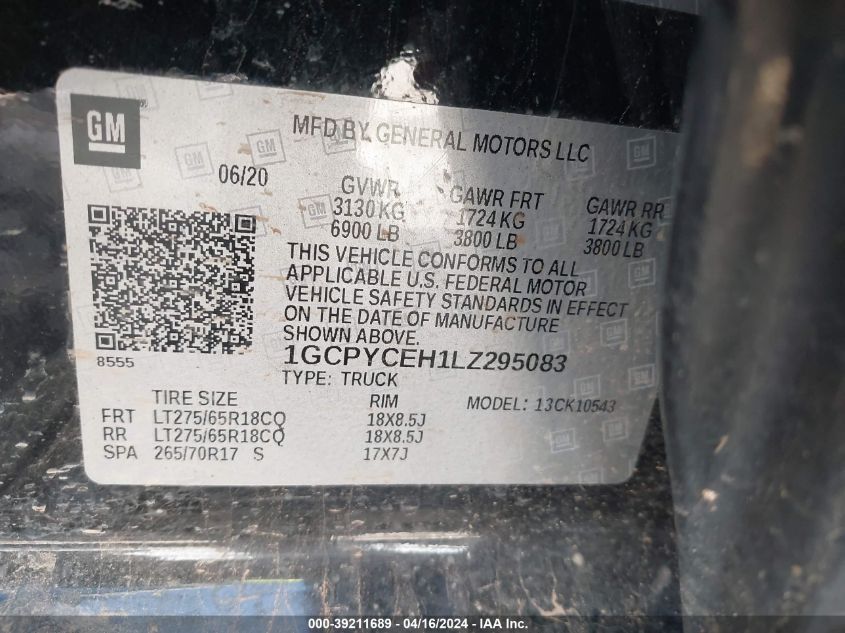 GM
MFD BY GENERAL MOTORS LLC
06/20
GVWR GAWR FRT GAWR RR
3130 KG 1724 KG 1724 KG
6900 LB 3800 LB 3800 LB
THIS VEHICLE CONFORMS TO ALL
APPLICABLE U.S. FEDERAL MOTOR
VEHICLE SAFETY STANDARDS IN EFFECT
ON THE DATE OF MANUFACTURE
SHOWN ABOVE.
8555
1GCPYCEH1LZ295083
TYPE: TRUCK
TIRE SIZE RIM MODEL: 13CK10543
FRT LT275/65R18CQ 18X8.5J
RR LT275/65R18CQ 18X8.5J
SPA 265/70R17 S 17X7J
000-39211689 - 04/16/2024 - IAAI.COM